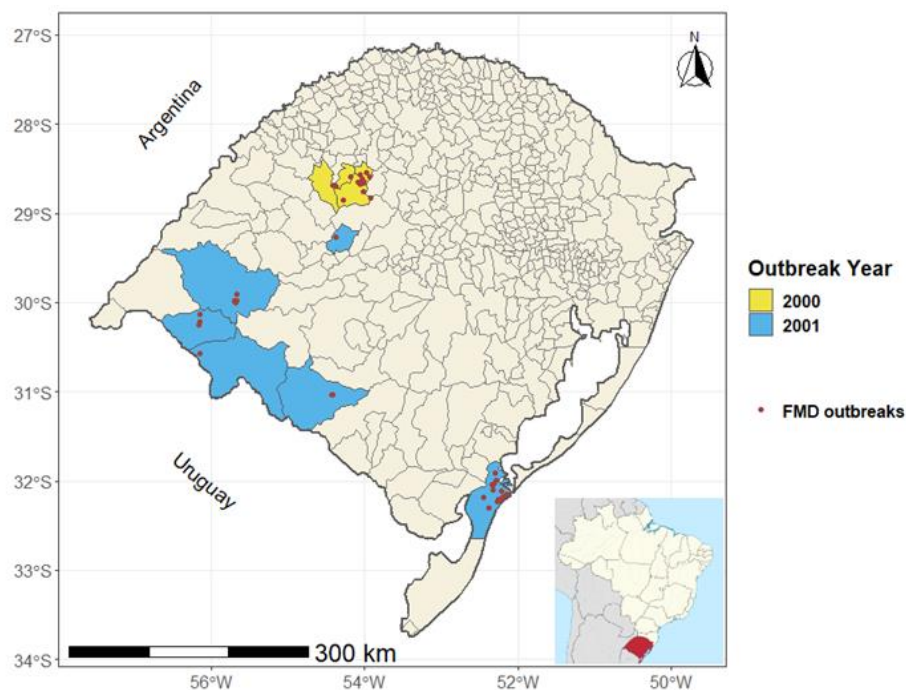 27°S
28°S
29°S
30°S
31°S
32°S
33°S
34°S
56°W
54°W
52°W
50°W
Argentina
Uruguay
N
300 km
Outbreak Year
2000
2001
FMD outbreaks